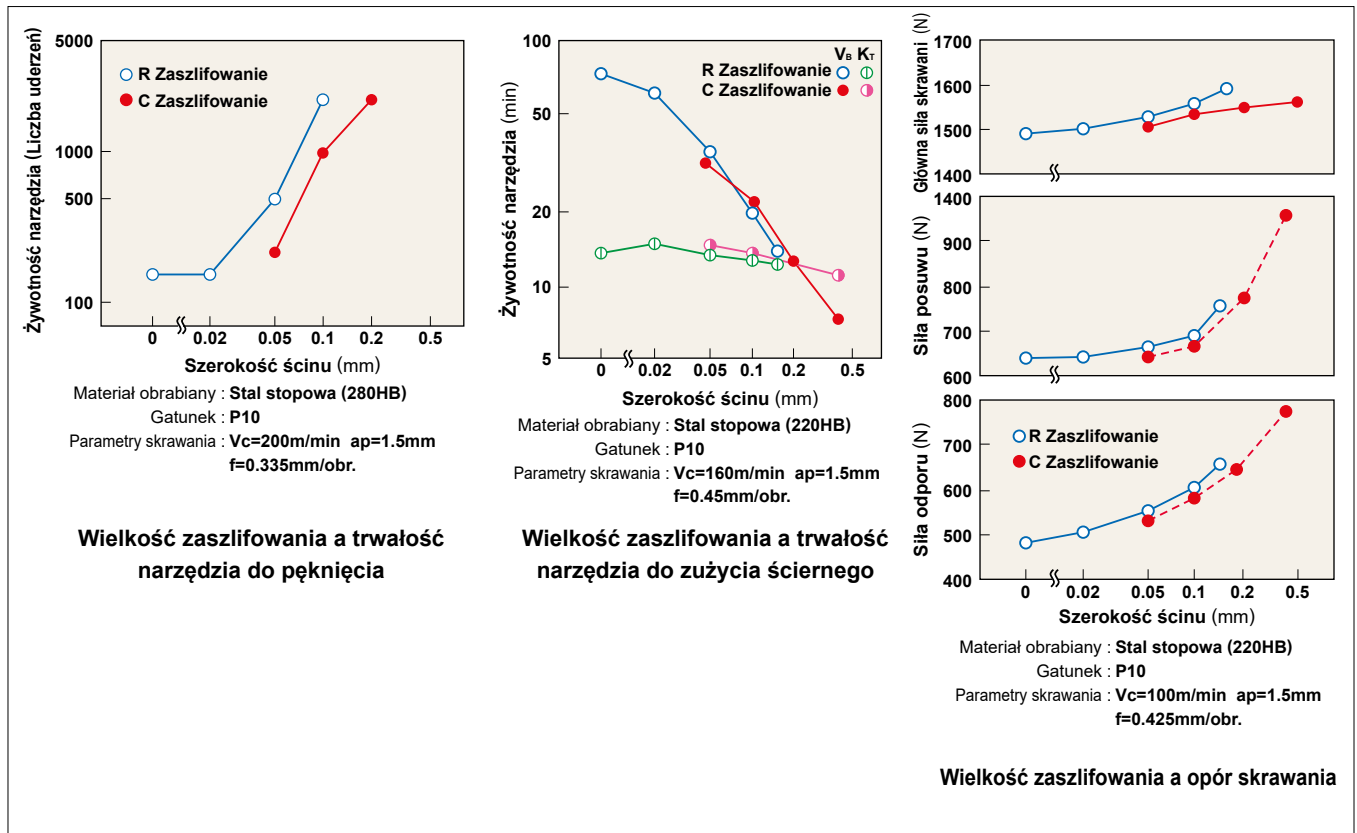 Żywotność narzędzia (Liczba uderzeń)
5000
1000
500
100
R Zaszlifowanie
C Zaszlifowanie
0 0.02 0.05 0.1 0.2 0.5
Szerokość ścinu (mm)
Materiał obrabiany : Stal stopowa (280HB)
Gatunek : P10
Parametry skrawania : Vc=200m/min ap=1.5mm
f=0.335mm/obr.
Wielkość zaszlifowania a trwałość
narzędzia do pęknięcia
Żywotność narzędzia (min)
100
50
20
10
5
VB KT
R Zaszlifowanie
C Zaszlifowanie
0 0.02 0.05 0.1 0.2 0.5
Szerokość ścinu (mm)
Materiał obrabiany : Stal stopowa (220HB)
Gatunek : P10
Parametry skrawania : Vc=160m/min ap=1.5mm
f=0.45mm/obr.
Wielkość zaszlifowania a trwałość
narzędzia do zużycia ściernego
Główna siła skrawani (N)
1700
1600
1500
1400
Siła posuwu (N)
1400
900
800
700
600
Siła odporu (N)
800
700
600
500
400
R Zaszlifowanie
C Zaszlifowanie
0 0.02 0.05 0.1 0.2 0.5
Szerokość ścinu (mm)
Materiał obrabiany : Stal stopowa (220HB)
Gatunek : P10
Parametry skrawania : Vc=100m/min ap=1.5mm
f=0.425mm/obr.
Wielkość zaszlifowania a opór skrawania